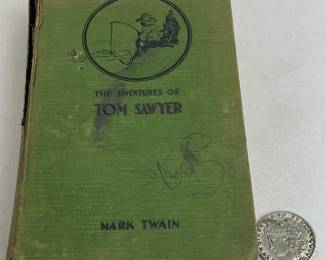 THE ADVENTURES OF
TOM SAWYER
MARK TWAIN